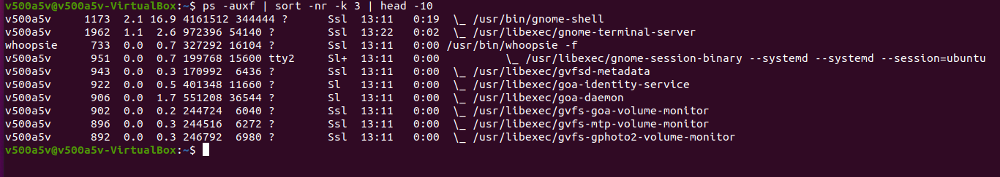 v500a5v@v500a5v-VirtualBox:~$ ps -auxf | sort -nr -k 3 | head -10
v500a5v     1173  2.1 16.9 4161512 344444 ?      Ssl  13:11   0:19  \_ /usr/bin/gnome-shell
v500a5v     1962  1.1  2.6 972396 54140 ?        Ssl  13:22   0:02  \_ /usr/libexec/gnome-terminal-server
whoopsie     733  0.0  0.7 327292 16104 ?        Ssl  13:11   0:00 /usr/bin/whoopsie -f
v500a5v      951  0.0  0.7 199768 15600 tty2     Sl+  13:11   0:00          \_ /usr/libexec/gnome-session-binary --systemd --systemd --session=ubuntu
v500a5v      943  0.0  0.3 170992  6436 ?        Ssl  13:11   0:00  \_ /usr/libexec/gvfsd-metadata
v500a5v      922  0.0  0.5 401348 11660 ?        Sl   13:11   0:00  \_ /usr/libexec/goa-identity-service
v500a5v      906  0.0  1.7 551208 36544 ?        Sl   13:11   0:00  \_ /usr/libexec/goa-daemon
v500a5v      902  0.0  0.2 244724  6040 ?        Ssl  13:11   0:00  \_ /usr/libexec/gvfs-goa-volume-monitor
v500a5v      896  0.0  0.3 244516  6272 ?        Ssl  13:11   0:00  \_ /usr/libexec/gvfs-mtp-volume-monitor
v500a5v      892  0.0  0.3 246792  6980 ?        Ssl  13:11   0:00  \_ /usr/libexec/gvfs-gphoto2-volume-monitor
v500a5v@v500a5v-VirtualBox:~$